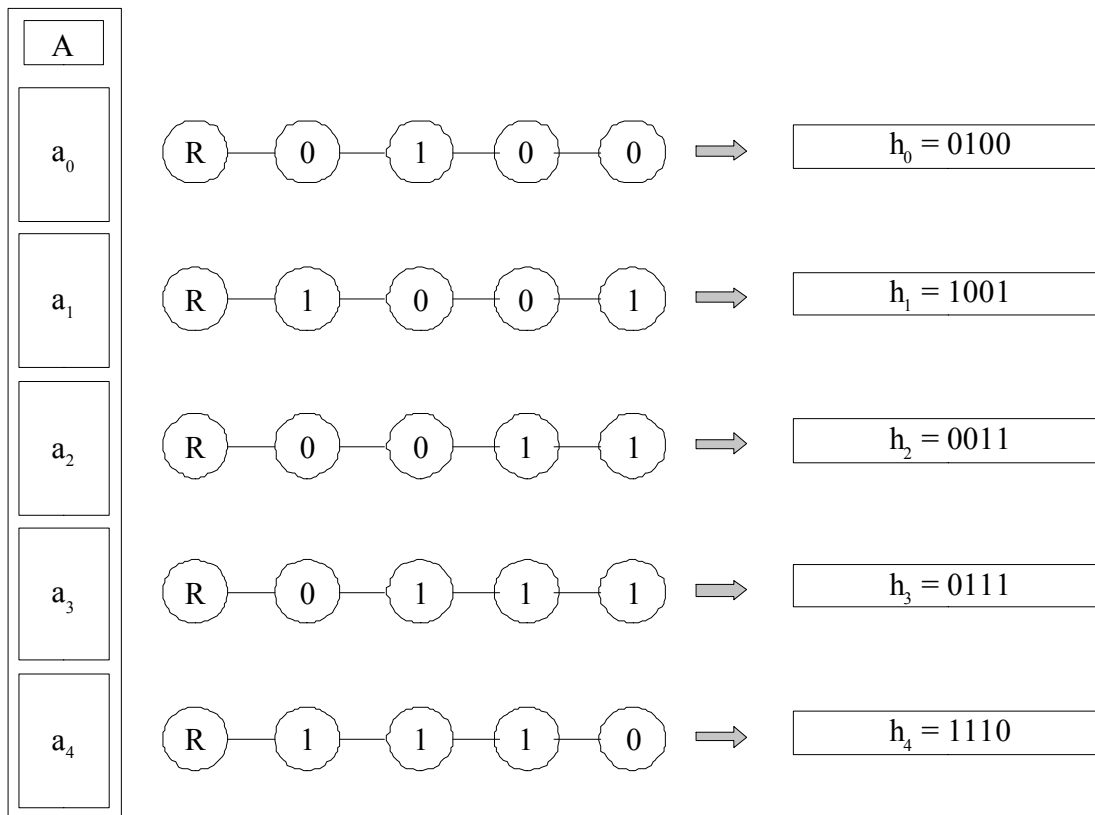 A
a₀ R 0 1 0 0 h₀ = 0100
a₁ R 1 0 0 1 h₁ = 1001
a₂ R 0 0 1 1 h₂ = 0011
a₃ R 0 1 1 1 h₃ = 0111
a₄ R 1 1 1 0 h₄ = 1110